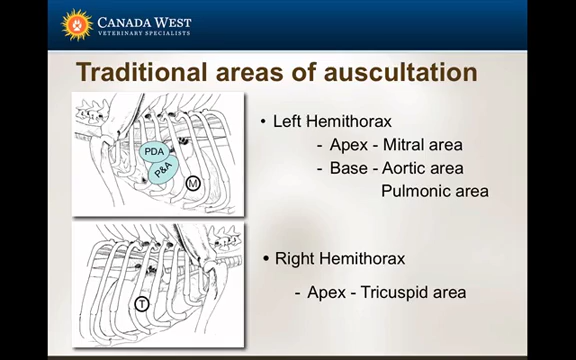 CANADA WEST
VETERINARY SPECIALISTS
Traditional areas of auscultation
PDA
P&A
M
• Left Hemithorax
- Apex - Mitral area
- Base - Aortic area
Pulmonic area
T
• Right Hemithorax
- Apex - Tricuspid area